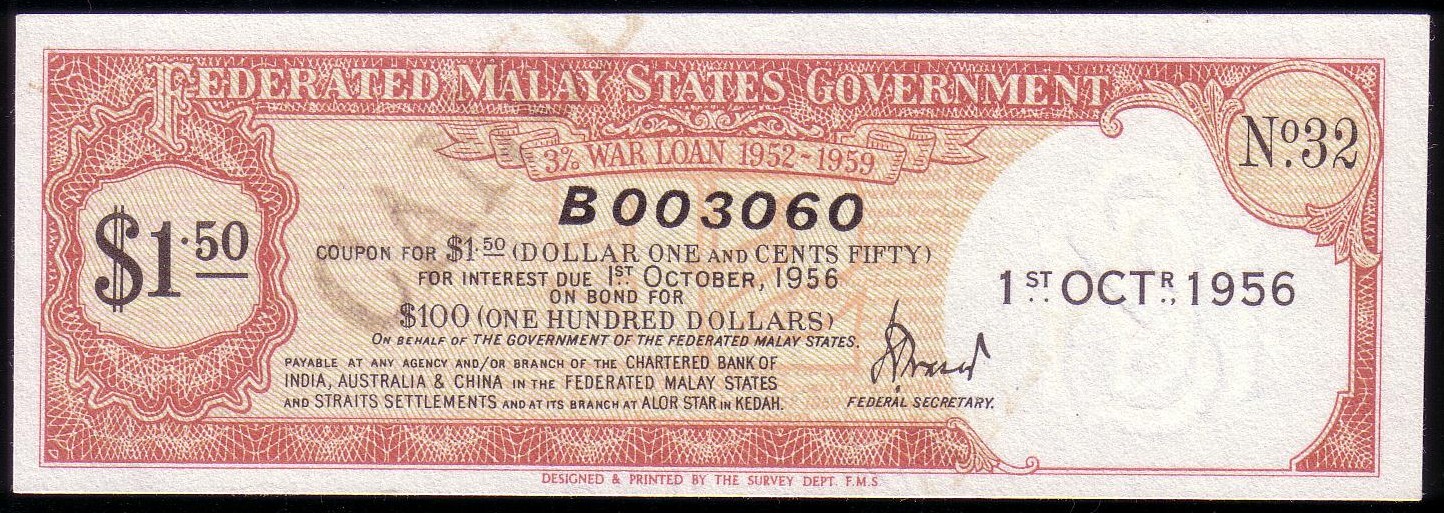 FEDERATED MALAY STATES GOVERNMENT
3% WAR LOAN 1952-1959
No. 32
B003060
$1.50
COUPON FOR $1.50 (DOLLAR ONE AND CENTS FIFTY)
FOR INTEREST DUE 1ST. OCTOBER, 1956
ON BOND FOR
$100 (ONE HUNDRED DOLLARS)
ON BEHALF OF THE GOVERNMENT OF THE FEDERATED MALAY STATES.
1ST. OCTR., 1956
PAYABLE AT ANY AGENCY AND/OR BRANCH OF THE CHARTERED BANK OF
INDIA, AUSTRALIA & CHINA IN THE FEDERATED MALAY STATES
AND STRAITS SETTLEMENTS AND AT ITS BRANCH AT ALOR STAR IN KEDAH.
FEDERAL SECRETARY.
DESIGNED & PRINTED BY THE SURVEY DEPT. F.M.S.